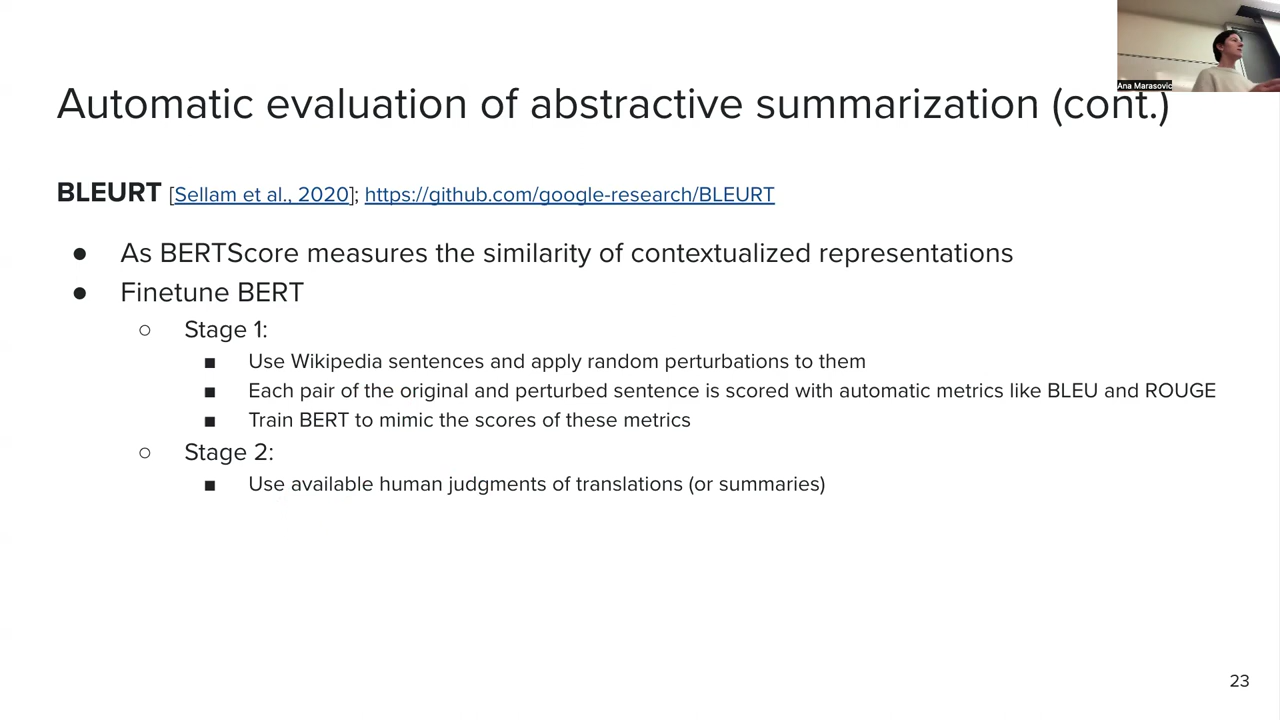 Ana Marasovic
Automatic evaluation of abstractive summarization (cont.)
BLEURT [Sellam et al., 2020]; https://github.com/google-research/BLEURT
● As BERTScore measures the similarity of contextualized representations
● Finetune BERT
○ Stage 1:
■ Use Wikipedia sentences and apply random perturbations to them
■ Each pair of the original and perturbed sentence is scored with automatic metrics like BLEU and ROUGE
■ Train BERT to mimic the scores of these metrics
○ Stage 2:
■ Use available human judgments of translations (or summaries)
23